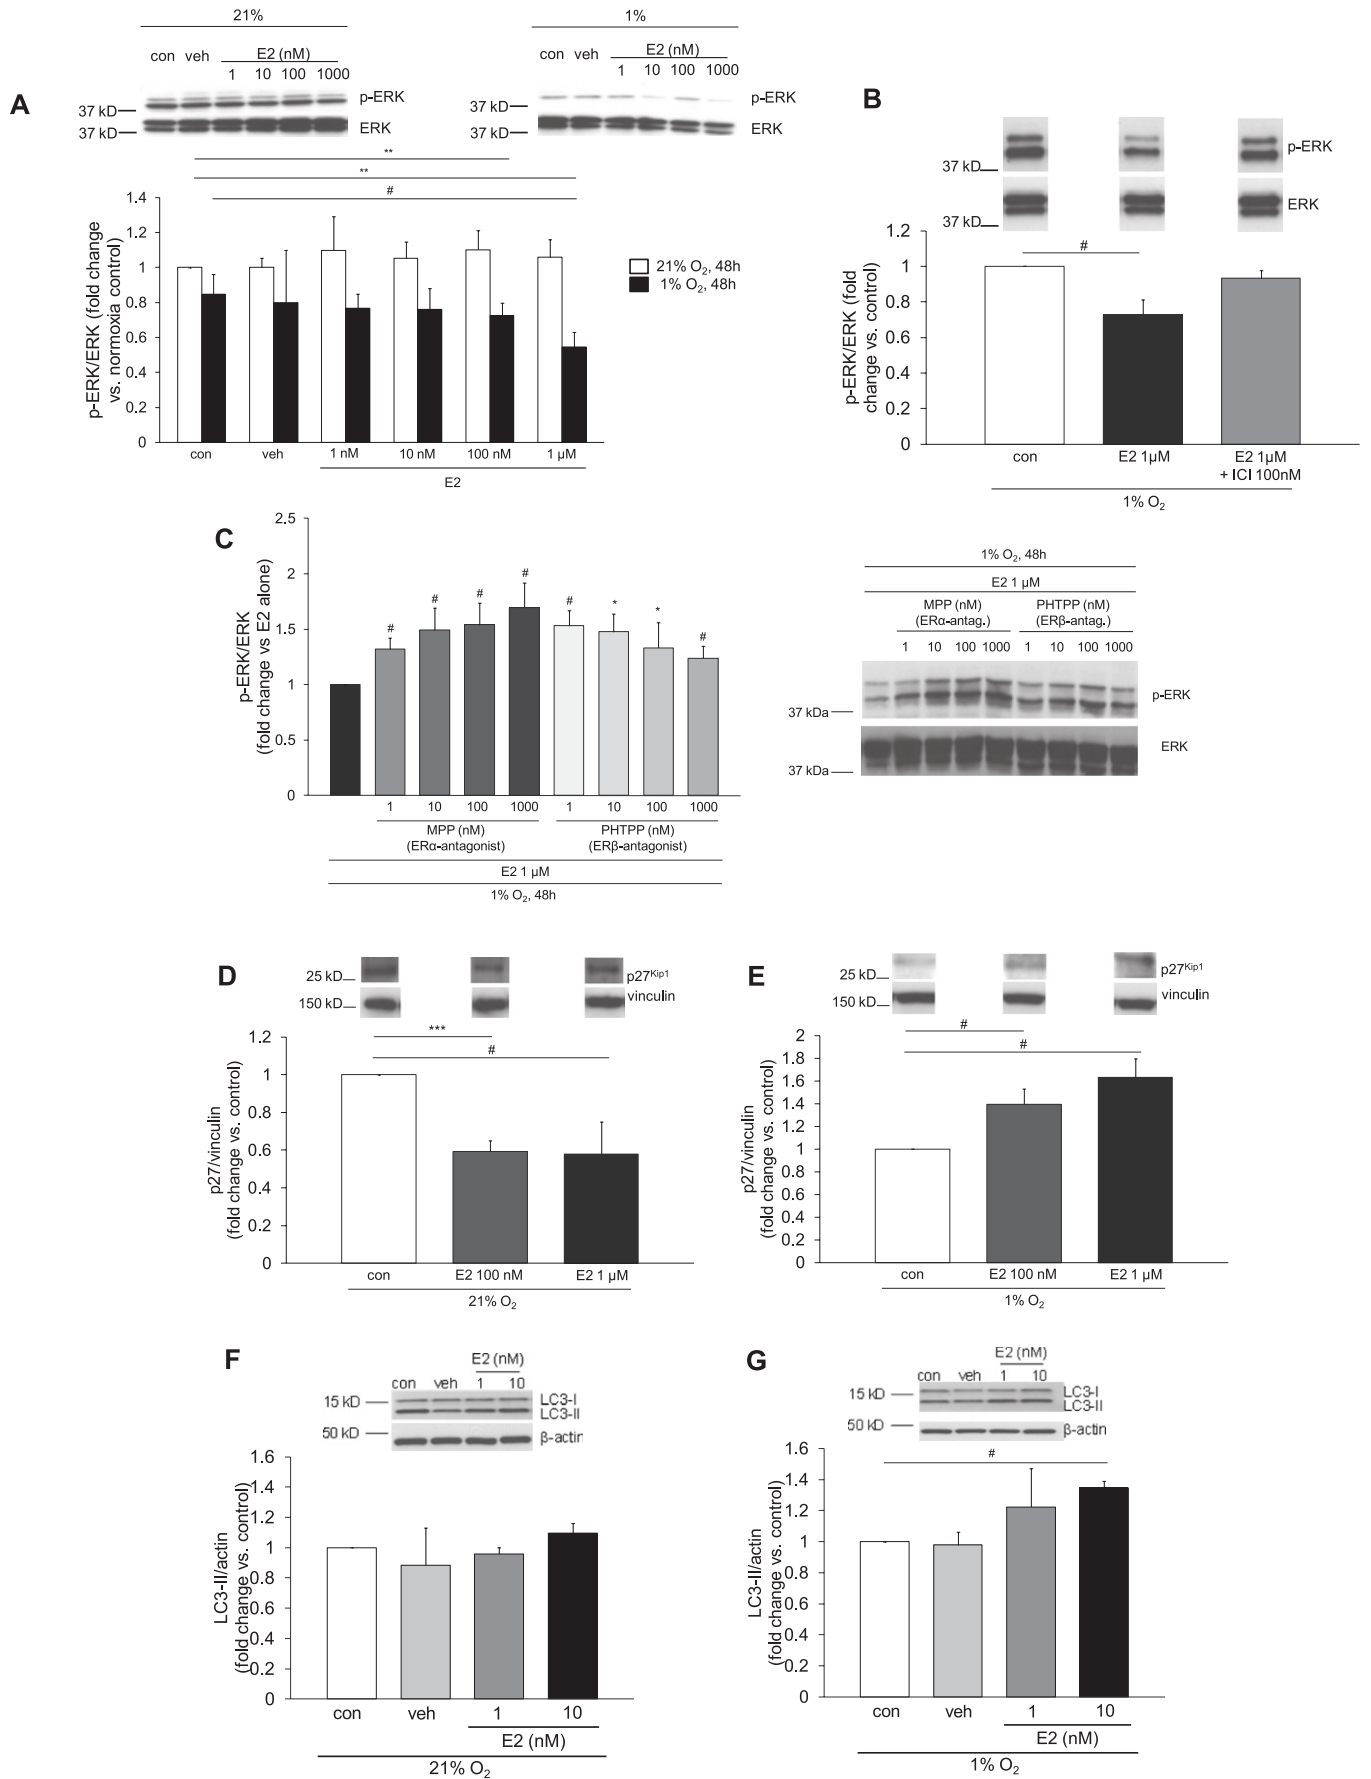 21%
con veh E2 (nM)
1 10 100 1000
A
37 kD p-ERK
37 kD ERK
1%
con veh E2 (nM)
1 10 100 1000
37 kD p-ERK
37 kD ERK
**
**
#
p-ERK/ERK (fold change
vs. normoxia control)
1.4
1.2
1
0.8
0.6
0.4
0.2
0
con veh 1 nM 10 nM 100 nM 1 µM
E2
21% O2, 48h
1% O2, 48h
B
37 kD p-ERK
37 kD ERK
#
p-ERK/ERK (fold
change vs. control)
1.2
1
0.8
0.6
0.4
0.2
0
con E2 1µM E2 1µM
+ ICI 100nM
1% O2
C
p-ERK/ERK
(fold change vs E2 alone)
2.5
2
1.5
1
0.5
0
# # # # # * * #
1 10 100 1000 1 10 100 1000
MPP (nM) PHTPP (nM)
(ERα-antagonist) (ERβ-antagonist)
E2 1 µM
1% O2, 48h
1% O2, 48h
E2 1 µM
MPP (nM) PHTPP (nM)
(ERα-antag.) (ERβ-antag.)
1 10 100 1000 1 10 100 1000
p-ERK
37 kDa
ERK
37 kDa
D
25 kD p27Kip1
150 kD vinculin
***
#
p27/vinculin
(fold change vs. control)
1.2
1
0.8
0.6
0.4
0.2
0
con E2 100 nM E2 1 µM
21% O2
E
25 kD p27Kip1
150 kD vinculin
#
#
p27/vinculin
(fold change vs. control)
2
1.8
1.6
1.4
1.2
1
0.8
0.6
0.4
0.2
0
con E2 100 nM E2 1 µM
1% O2
F
E2 (nM)
con veh 1 10
15 kD LC3-I
LC3-II
50 kD β-actin
LC3-II/actin
(fold change vs. control)
1.6
1.4
1.2
1
0.8
0.6
0.4
0.2
0
con veh 1 10
E2 (nM)
21% O2
G
E2 (nM)
con veh 1 10
15 kD LC3-I
LC3-II
50 kD β-actin
#
LC3-II/actin
(fold change vs. control)
1.6
1.4
1.2
1
0.8
0.6
0.4
0.2
0
con veh 1 10
E2 (nM)
1% O2